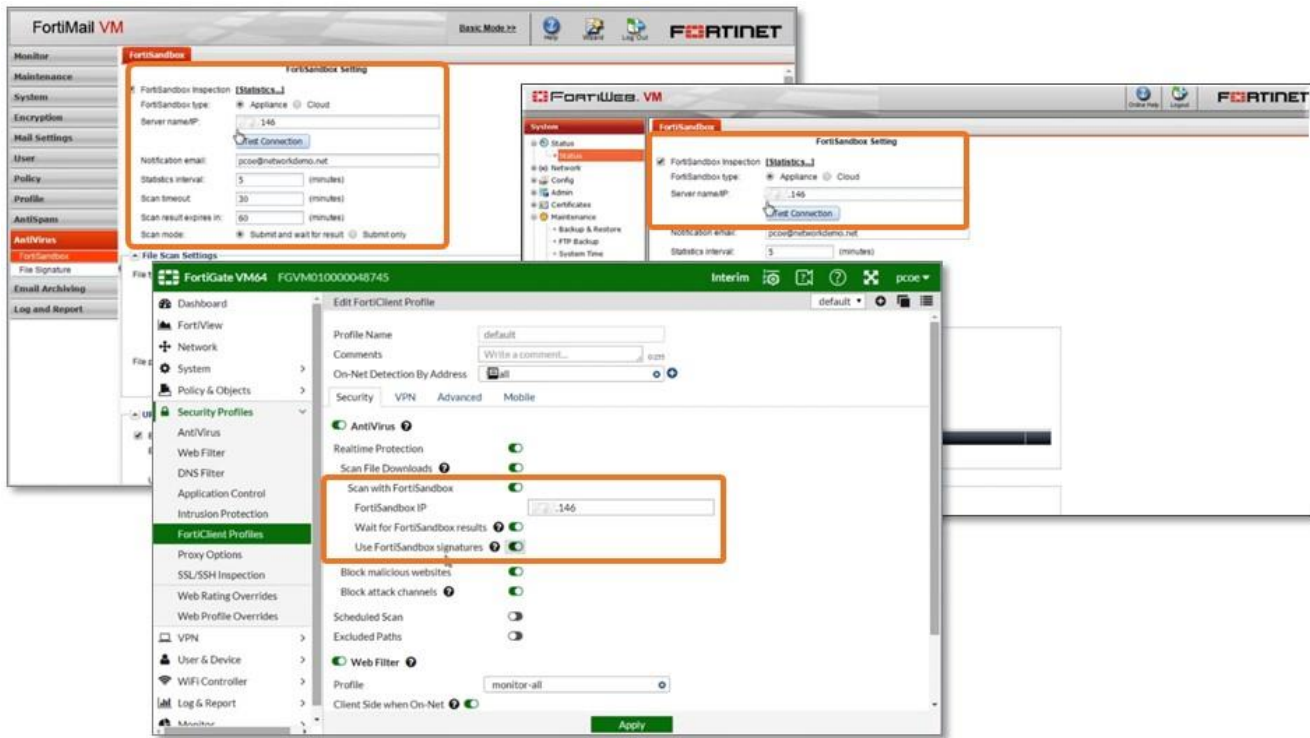 FortiMail VM
Basic Mode >>
Help
Wizard
Log Out
FORTINET
Monitor
Maintenance
System
Encryption
Mail Settings
User
Policy
Profile
AntiSpam
AntiVirus
FortiSandbox
File Signature
Email Archiving
Log and Report
FortiSandbox
FortiSandbox Setting
FortiSandbox Inspection [Statistics...]
FortiSandbox type: Appliance Cloud
Server name/IP: .146
Test Connection
Notification email: pcoe@networkdemo.net
Statistics interval: 5 (minutes)
Scan timeout: 30 (minutes)
Scan result expires in: 60 (minutes)
Scan mode: Submit and wait for result Submit only
File Scan Settings
File t
File p
UR
FORTIWEB. VM
Online Help
Logout
FORTINET
System
Status
Status
Network
Config
Admin
Certificates
Maintenance
Backup & Restore
FTP Backup
System Time
FortiSandbox
FortiSandbox Setting
FortiSandbox Inspection [Statistics...]
FortiSandbox type: Appliance Cloud
Server name/IP: .146
Test Connection
Notification email: pcoe@networkdemo.net
Statistics interval: 5 (minutes)
FortiGate VM64 FGVM010000048745
Interim
pcoe
Dashboard
FortiView
Network
System
Policy & Objects
Security Profiles
AntiVirus
Web Filter
DNS Filter
Application Control
Intrusion Protection
FortiClient Profiles
Proxy Options
SSL/SSH Inspection
Web Rating Overrides
Web Profile Overrides
VPN
User & Device
WiFi Controller
Log & Report
Monitor
Edit FortiClient Profile
default
Profile Name default
Comments Write a comment... 0/255
On-Net Detection By Address all
Security VPN Advanced Mobile
AntiVirus
Realtime Protection
Scan File Downloads
Scan with FortiSandbox
FortiSandbox IP .146
Wait for FortiSandbox results
Use FortiSandbox signatures
Block malicious websites
Block attack channels
Scheduled Scan
Excluded Paths
Web Filter
Profile monitor-all
Client Side when On-Net
Apply